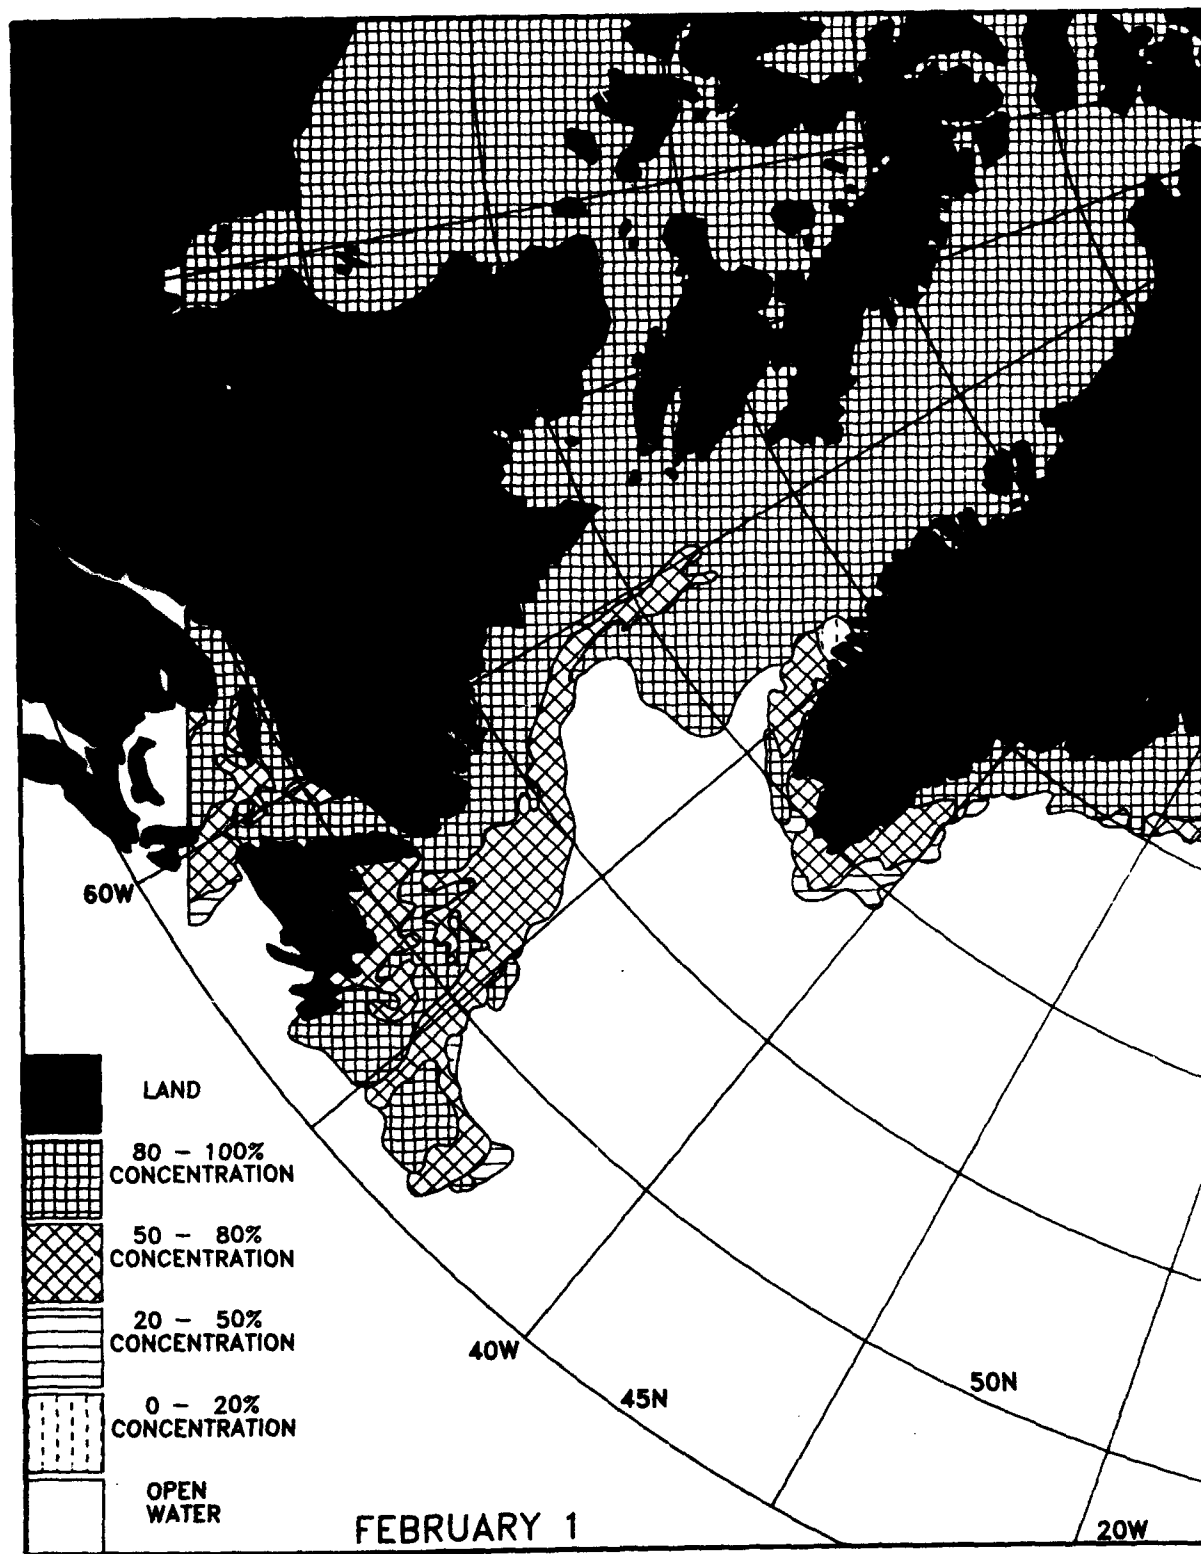 60W
LAND
80 - 100%
CONCENTRATION
50 - 80%
CONCENTRATION
20 - 50%
CONCENTRATION
0 - 20%
CONCENTRATION
OPEN
WATER
FEBRUARY 1
40W
45N
50N
20W